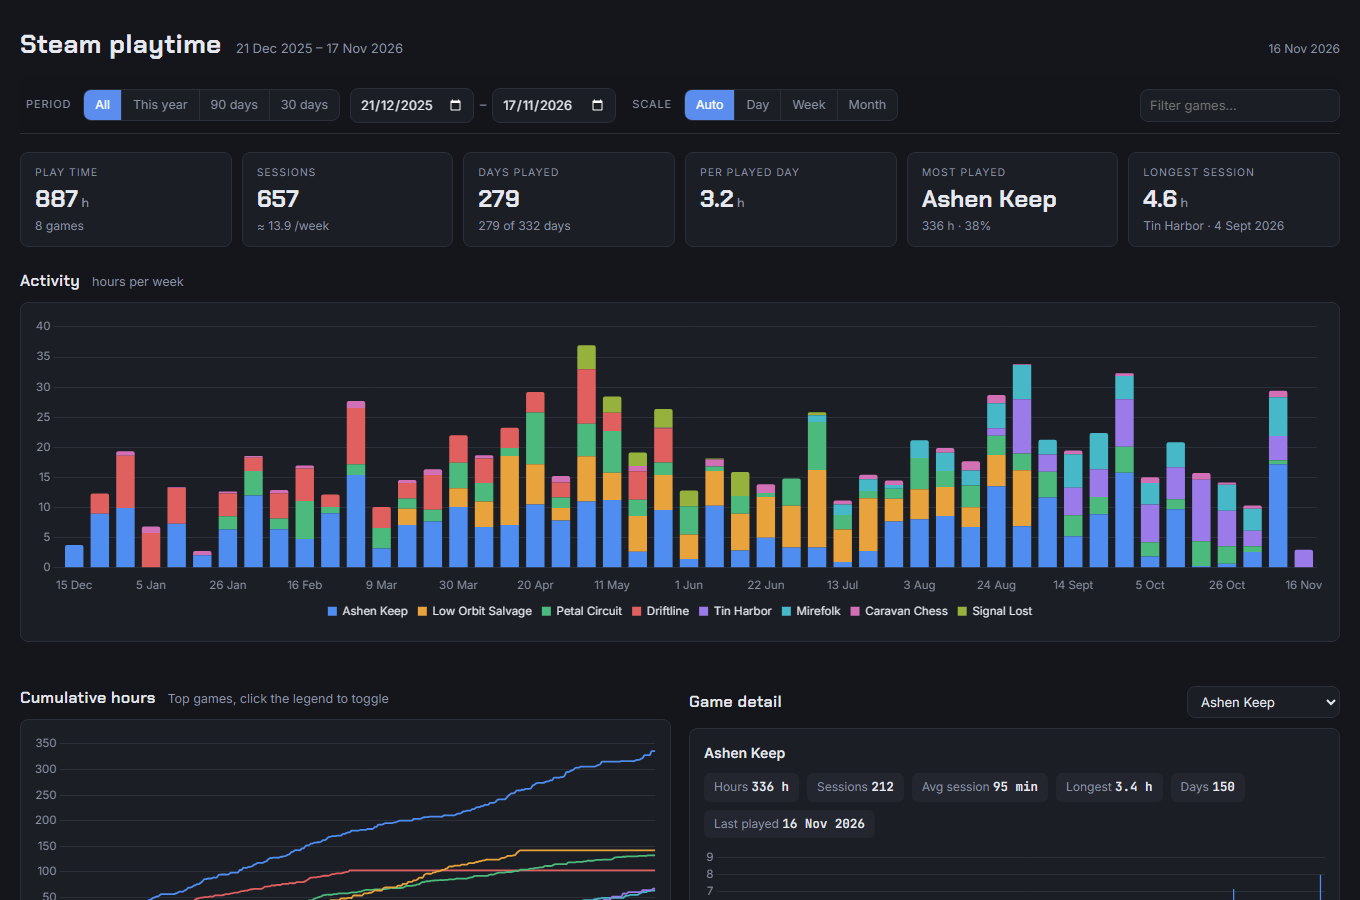 Steam playtime 21 Dec 2025 – 17 Nov 2026 16 Nov 2026
PERIOD All This year 90 days 30 days 21/12/2025 – 17/11/2026 SCALE Auto Day Week Month Filter games...
PLAY TIME
887 h
8 games
SESSIONS
657
≈ 13.9 /week
DAYS PLAYED
279
279 of 332 days
PER PLAYED DAY
3.2 h
MOST PLAYED
Ashen Keep
336 h · 38%
LONGEST SESSION
4.6 h
Tin Harbor · 4 Sept 2026
Activity hours per week
40
35
30
25
20
15
10
5
0
15 Dec 5 Jan 26 Jan 16 Feb 9 Mar 30 Mar 20 Apr 11 May 1 Jun 22 Jun 13 Jul 3 Aug 24 Aug 14 Sept 5 Oct 26 Oct 16 Nov
Ashen Keep Low Orbit Salvage Petal Circuit Driftline Tin Harbor Mirefolk Caravan Chess Signal Lost
Cumulative hours Top games, click the legend to toggle
350
300
250
200
150
100
50
Game detail Ashen Keep
Ashen Keep
Hours 336 h Sessions 212 Avg session 95 min Longest 3.4 h Days 150
Last played 16 Nov 2026
9
8
7